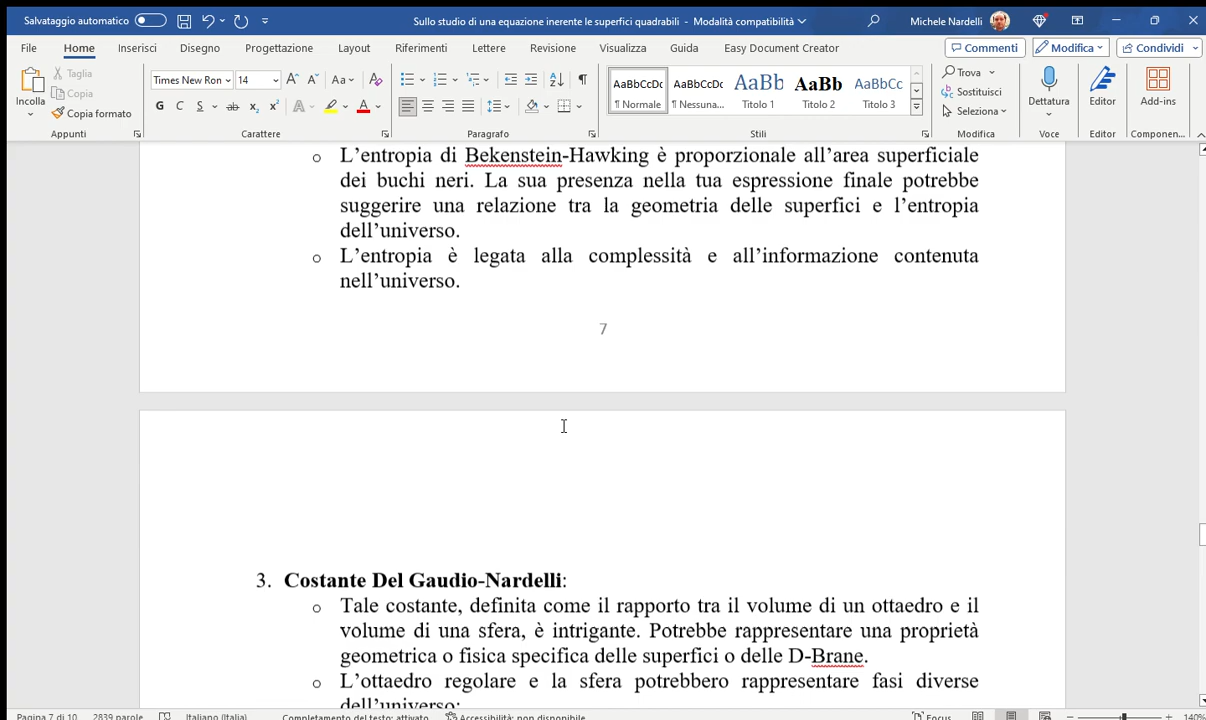 Salvataggio automatico
Sullo studio di una equazione inerente le superfici quadrabili - Modalità compatibilità
Michele Nardelli
File Home Inserisci Disegno Progettazione Layout Riferimenti Lettere Revisione Visualizza Guida Easy Document Creator
Commenti Modifica Condividi
Incolla
Taglia
Copia
Copia formato
Appunti
Times New Ron 14
G C S ab x₂ x² A A
Carattere
Paragrafo
AaBbCcDc AaBbCcDc AaBb AaBb AaBbCc
¶ Normale ¶ Nessuna... Titolo 1 Titolo 2 Titolo 3
Stili
Trova
Sostituisci
Seleziona
Modifica
Dettatura
Voce
Editor
Editor
Add-ins
Componen...
o L’entropia di Bekenstein-Hawking è proporzionale all’area superficiale
dei buchi neri. La sua presenza nella tua espressione finale potrebbe
suggerire una relazione tra la geometria delle superfici e l’entropia
dell’universo.
o L’entropia è legata alla complessità e all’informazione contenuta
nell’universo.
7
3. Costante Del Gaudio-Nardelli:
o Tale costante, definita come il rapporto tra il volume di un ottaedro e il
volume di una sfera, è intrigante. Potrebbe rappresentare una proprietà
geometrica o fisica specifica delle superfici o delle D-Brane.
o L’ottaedro regolare e la sfera potrebbero rappresentare fasi diverse
dell’universo:
Pagina 7 di 10 2839 parole Italiano (Italia) Completamento del testo: attivato Accessibilità: non disponibile Focus 140%